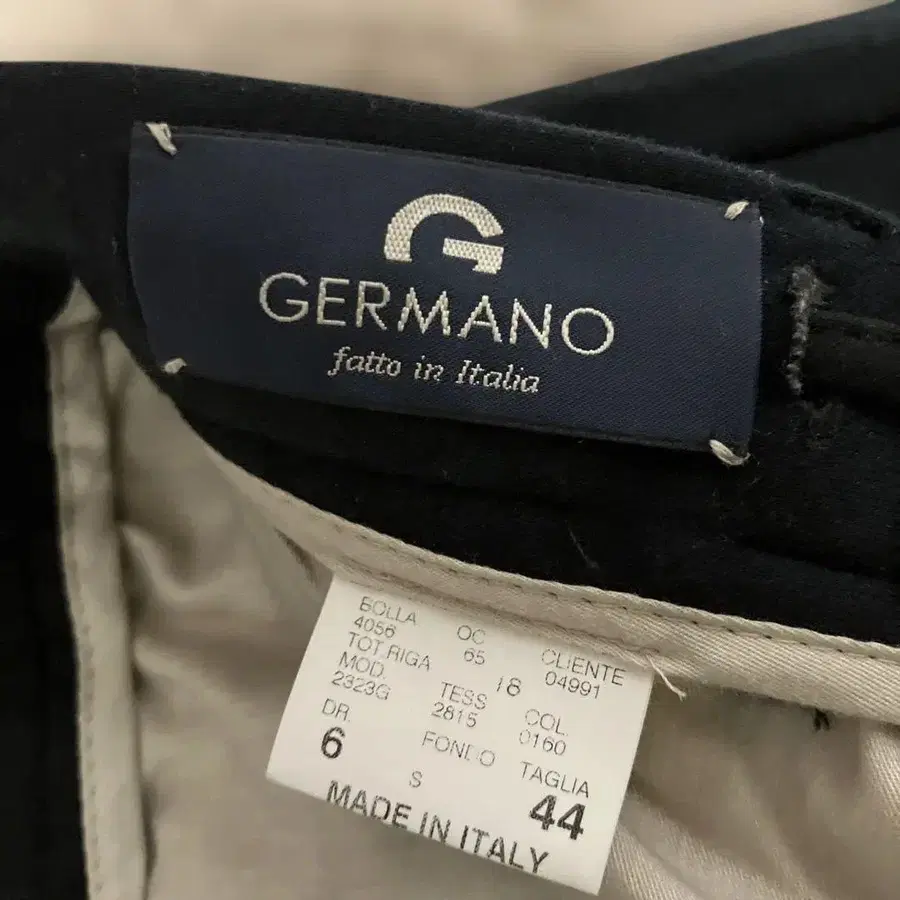 G
GERMANO
fatto in Italia
BOLLA OC CLIENTE
4056 65 04991
TOT.RIGA 18
MOD. TESS COL.
2323G 2815 0160
DR. FONDO TAGLIA
6 S 44
MADE IN ITALY